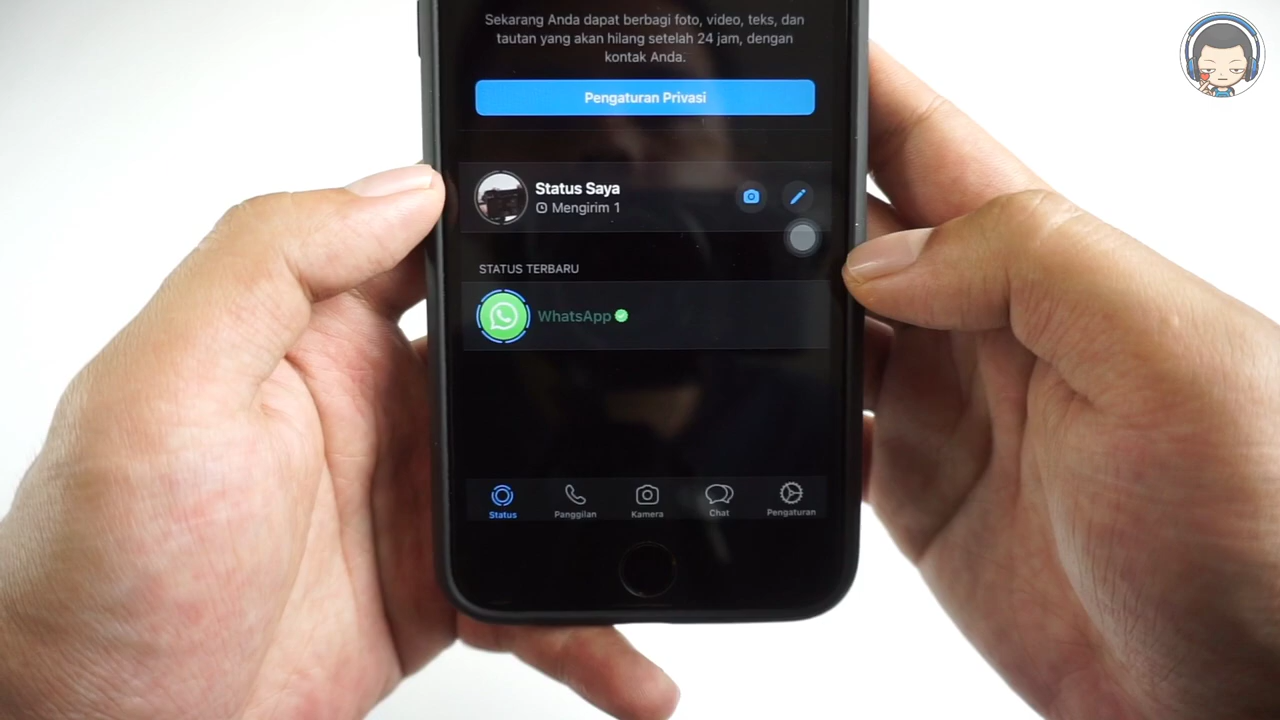 Sekarang Anda dapat berbagi foto, video, teks, dan
tautan yang akan hilang setelah 24 jam, dengan
kontak Anda.
Pengaturan Privasi
Status Saya
Mengirim 1
STATUS TERBARU
WhatsApp
Status
Panggilan
Kamera
Chat
Pengaturan